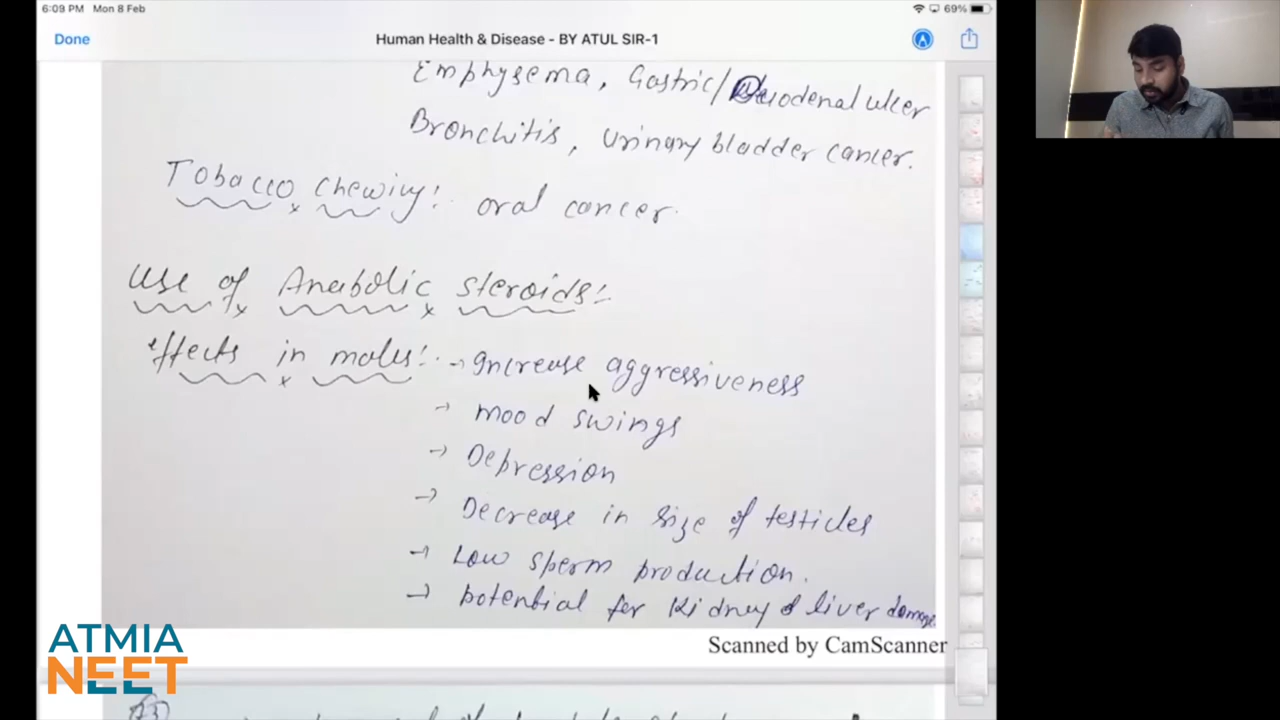 6:09 PM Mon 8 Feb
69%
Done
Human Health & Disease - BY ATUL SIR-1
Emphysema, Gastric/Duodenal ulcer
Bronchitis, Urinary bladder cancer.
Tobacco chewing:- oral cancer.
Use of Anabolic steroids:-
effects in males:- → Increase aggressiveness
→ Mood swings
→ Depression
→ Decrease in size of testicles
→ Low sperm production.
→ potential for kidney & liver damage.
Scanned by CamScanner
ATMIA
NEET